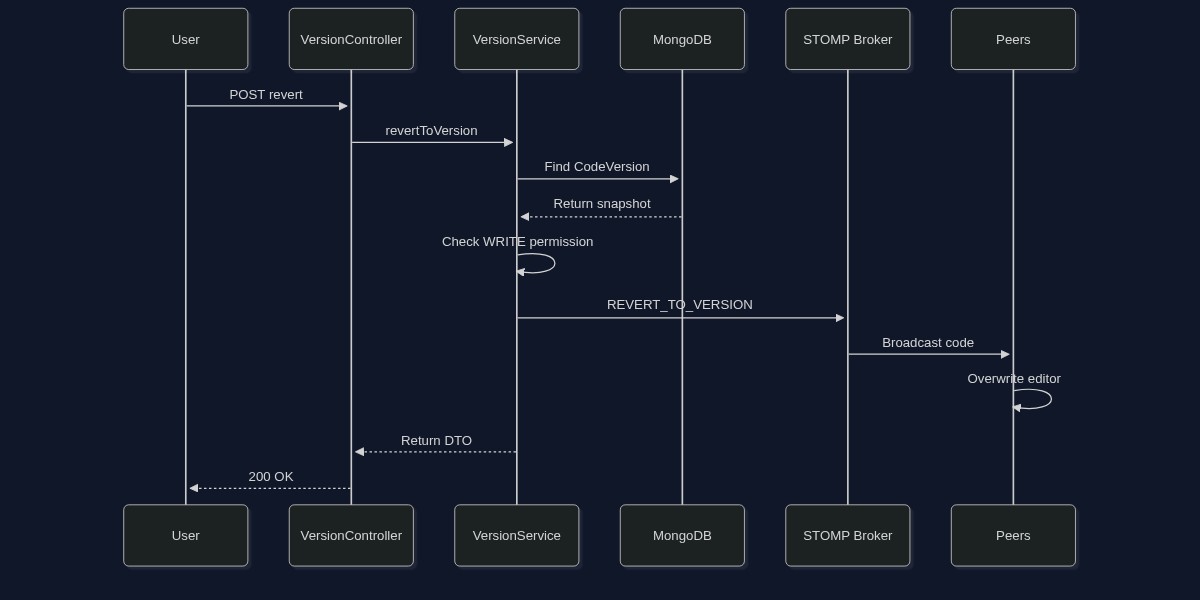 User
VersionController
VersionService
MongoDB
STOMP Broker
Peers
POST revert
revertToVersion
Find CodeVersion
Return snapshot
Check WRITE permission
REVERT_TO_VERSION
Broadcast code
Overwrite editor
Return DTO
200 OK
User
VersionController
VersionService
MongoDB
STOMP Broker
Peers